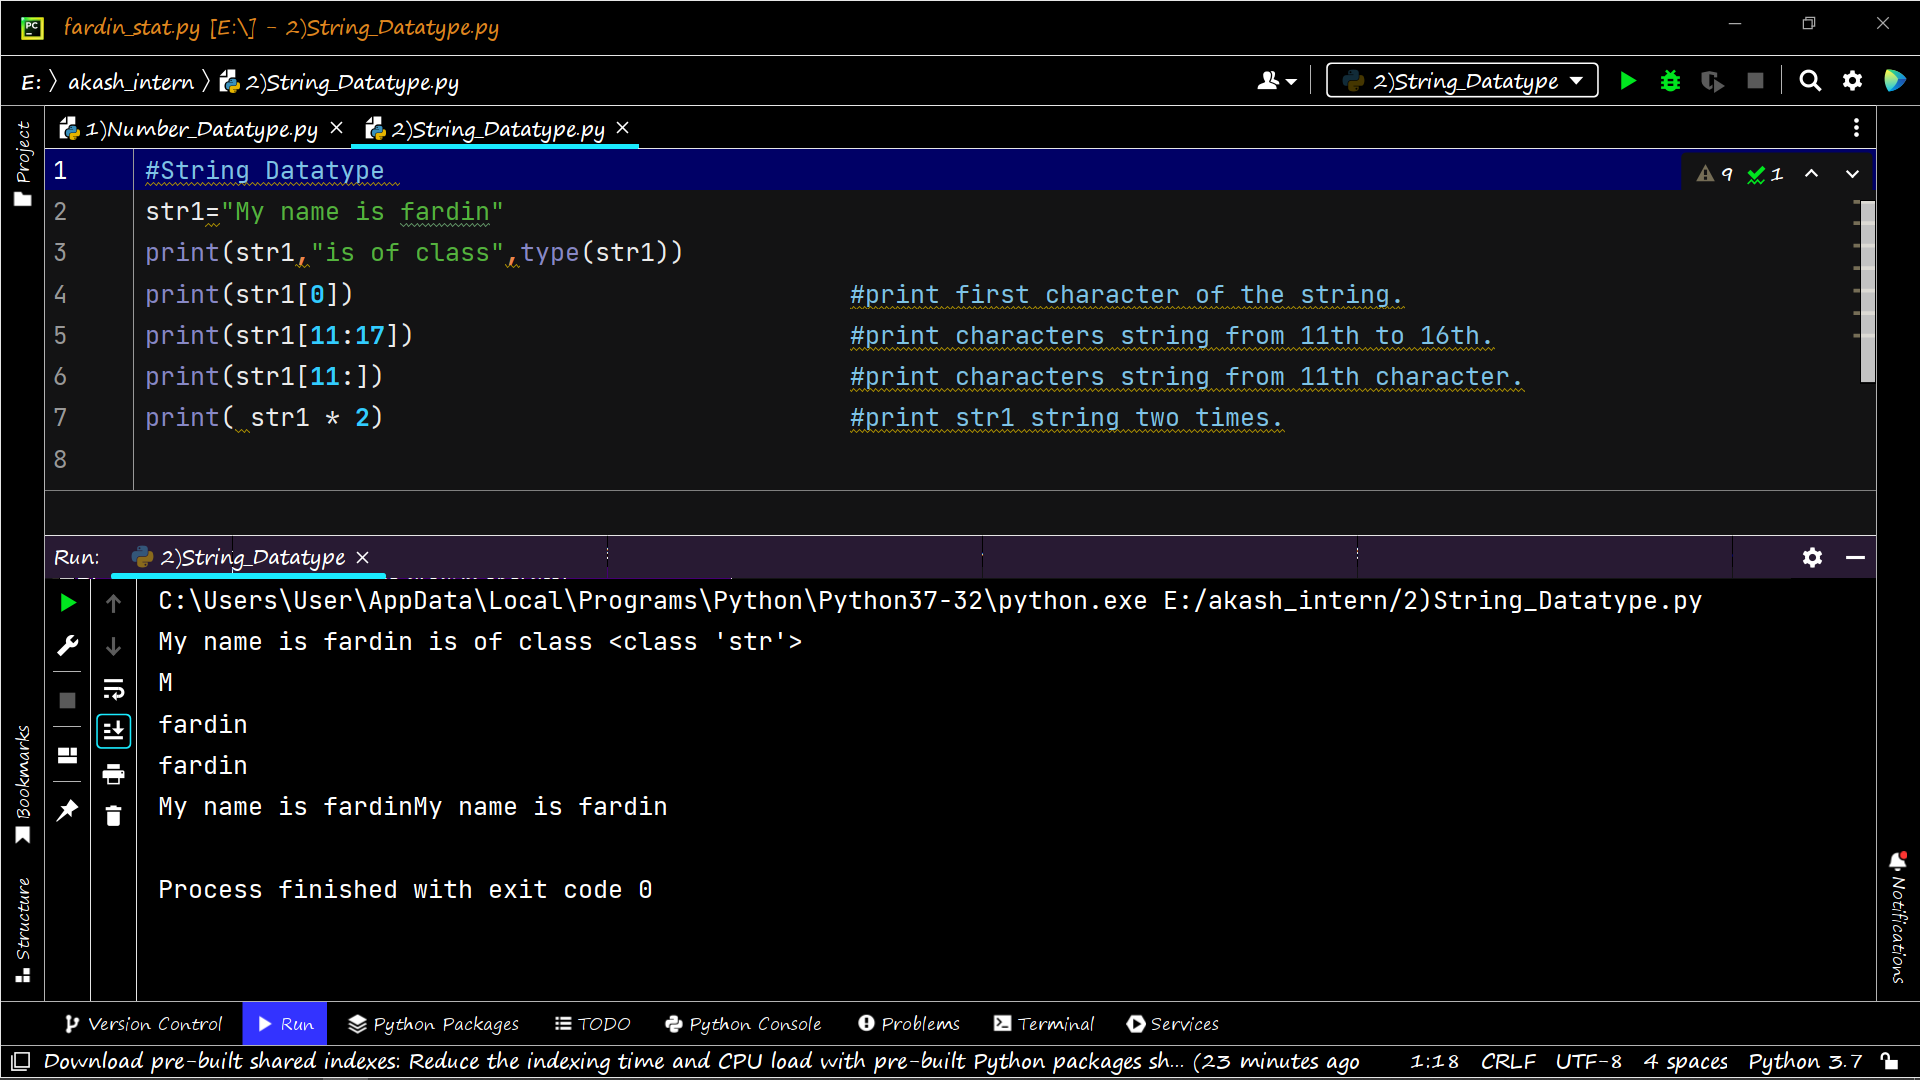 fardin_stat.py [E:\] - 2)String_Datatype.py
E: akash_intern 2)String_Datatype.py
2)String_Datatype
Project
1)Number_Datatype.py 2)String_Datatype.py
1 #String Datatype
9 1
2 str1="My name is fardin"
3 print(str1,"is of class",type(str1))
4 print(str1[0]) #print first character of the string.
5 print(str1[11:17]) #print characters string from 11th to 16th.
6 print(str1[11:]) #print characters string from 11th character.
7 print( str1 * 2) #print str1 string two times.
8
Run: 2)String_Datatype
C:\Users\User\AppData\Local\Programs\Python\Python37-32\python.exe E:/akash_intern/2)String_Datatype.py
My name is fardin is of class <class 'str'>
M
fardin
fardin
My name is fardinMy name is fardin
Process finished with exit code 0
Bookmarks
Structure
Notifications
Version Control Run Python Packages TODO Python Console Problems Terminal Services
Download pre-built shared indexes: Reduce the indexing time and CPU load with pre-built Python packages sh... (23 minutes ago 1:18 CRLF UTF-8 4 spaces Python 3.7